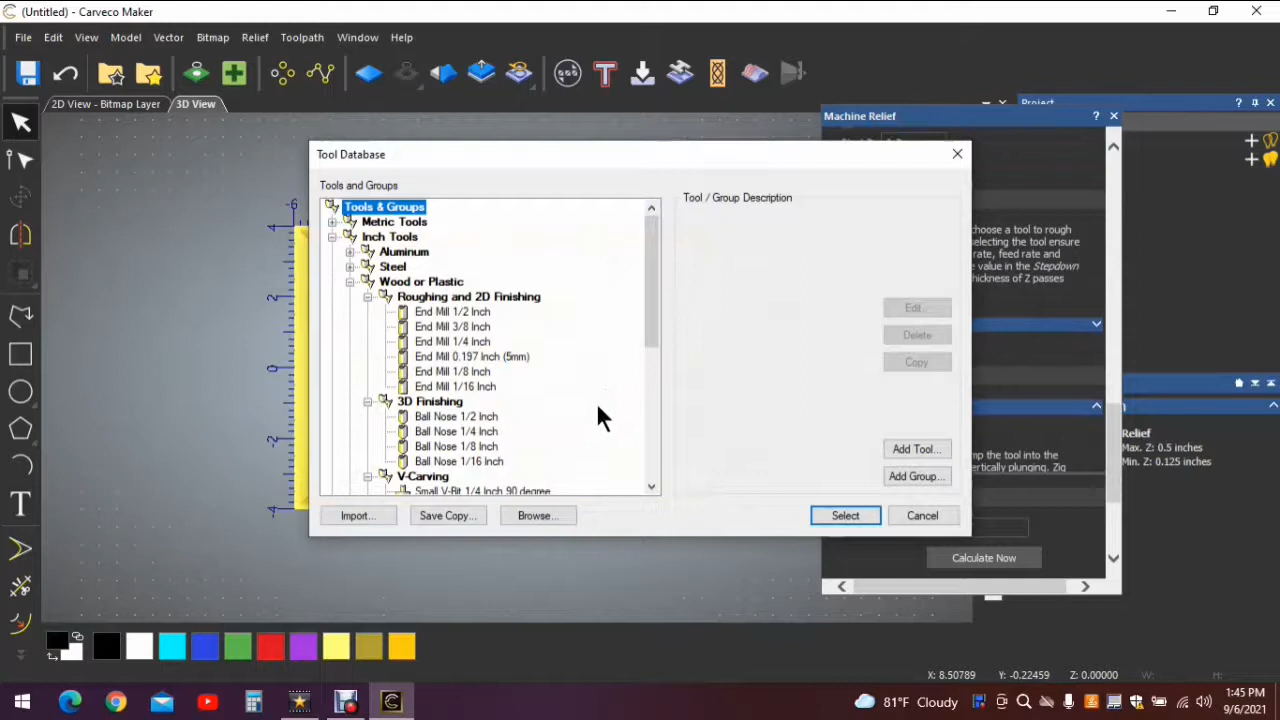 (Untitled) - Carveco Maker
File Edit View Model Vector Bitmap Relief Toolpath Window Help
2D View - Bitmap Layer 3D View
Project
Machine Relief
Tool Database
Tools and Groups
Tool / Group Description
Tools & Groups
Metric Tools
Inch Tools
Aluminum
Steel
Wood or Plastic
Roughing and 2D Finishing
End Mill 1/2 Inch
End Mill 3/8 Inch
End Mill 1/4 Inch
End Mill 0.197 Inch (5mm)
End Mill 1/8 Inch
End Mill 1/16 Inch
3D Finishing
Ball Nose 1/2 Inch
Ball Nose 1/4 Inch
Ball Nose 1/8 Inch
Ball Nose 1/16 Inch
V-Carving
Small V-Bit 1/4 Inch 90 degree
Edit...
Delete
Copy
Add Tool...
Add Group...
Import... Save Copy... Browse... Select Cancel
choose a tool to rough
selecting the tool ensure
rate, feed rate and
e value in the Stepdown
hickness of Z passes
mp the tool into the
ertically plunging. Zig
Calculate Now
Relief
Max. Z: 0.5 inches
Min. Z: 0.125 inches
-6
4
2
0
-2
-4
X: 8.50789 Y: -0.22459 Z: 0.00000 W: H:
81°F Cloudy
1:45 PM
9/6/2021